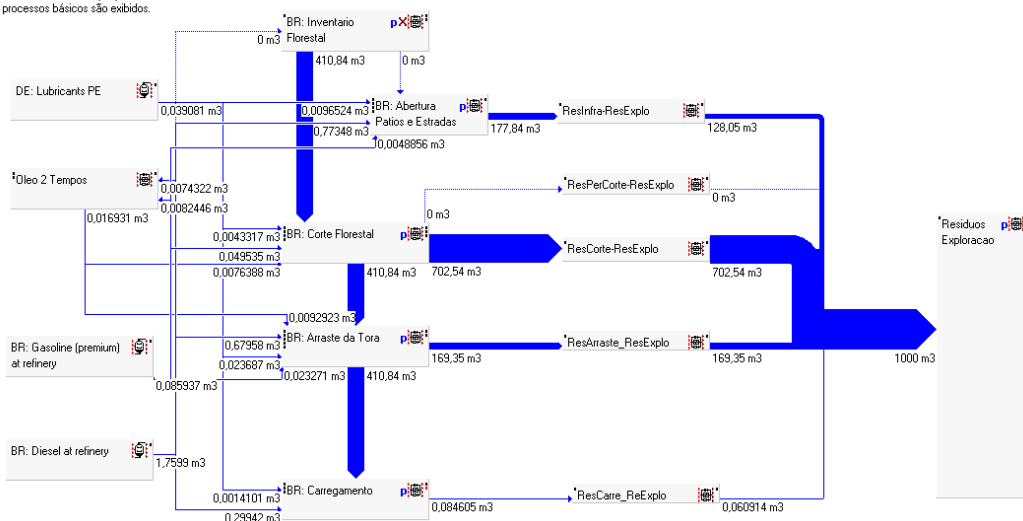 processos básicos são exibidos.
BR: Inventario
Florestal
p
0 m3
410,84 m3
0 m3
DE: Lubricants PE
0,039081 m3
0,0096524 m3
BR: Abertura
Patios e Estradas
p
0,77348 m3
0,0048856 m3
177,84 m3
ResInfra-ResExplo
128,05 m3
Oleo 2 Tempos
0,0074322 m3
0,0082446 m3
0,016931 m3
ResPerCorte-ResExplo
0 m3
0 m3
0,0043317 m3
0,049535 m3
0,0076388 m3
BR: Corte Florestal
p
410,84 m3
702,54 m3
ResCorte-ResExplo
702,54 m3
Residuos
Exploracao
p
1000 m3
0,0092923 m3
BR: Gasoline (premium)
at refinery
0,085937 m3
0,67958 m3
0,023687 m3
0,023271 m3
BR: Arraste da Tora
p
410,84 m3
169,35 m3
ResArraste_ResExplo
169,35 m3
BR: Diesel at refinery
1,7599 m3
0,0014101 m3
0,29942 m3
BR: Carregamento
p
0,084605 m3
ResCarre_ReExplo
0,060914 m3